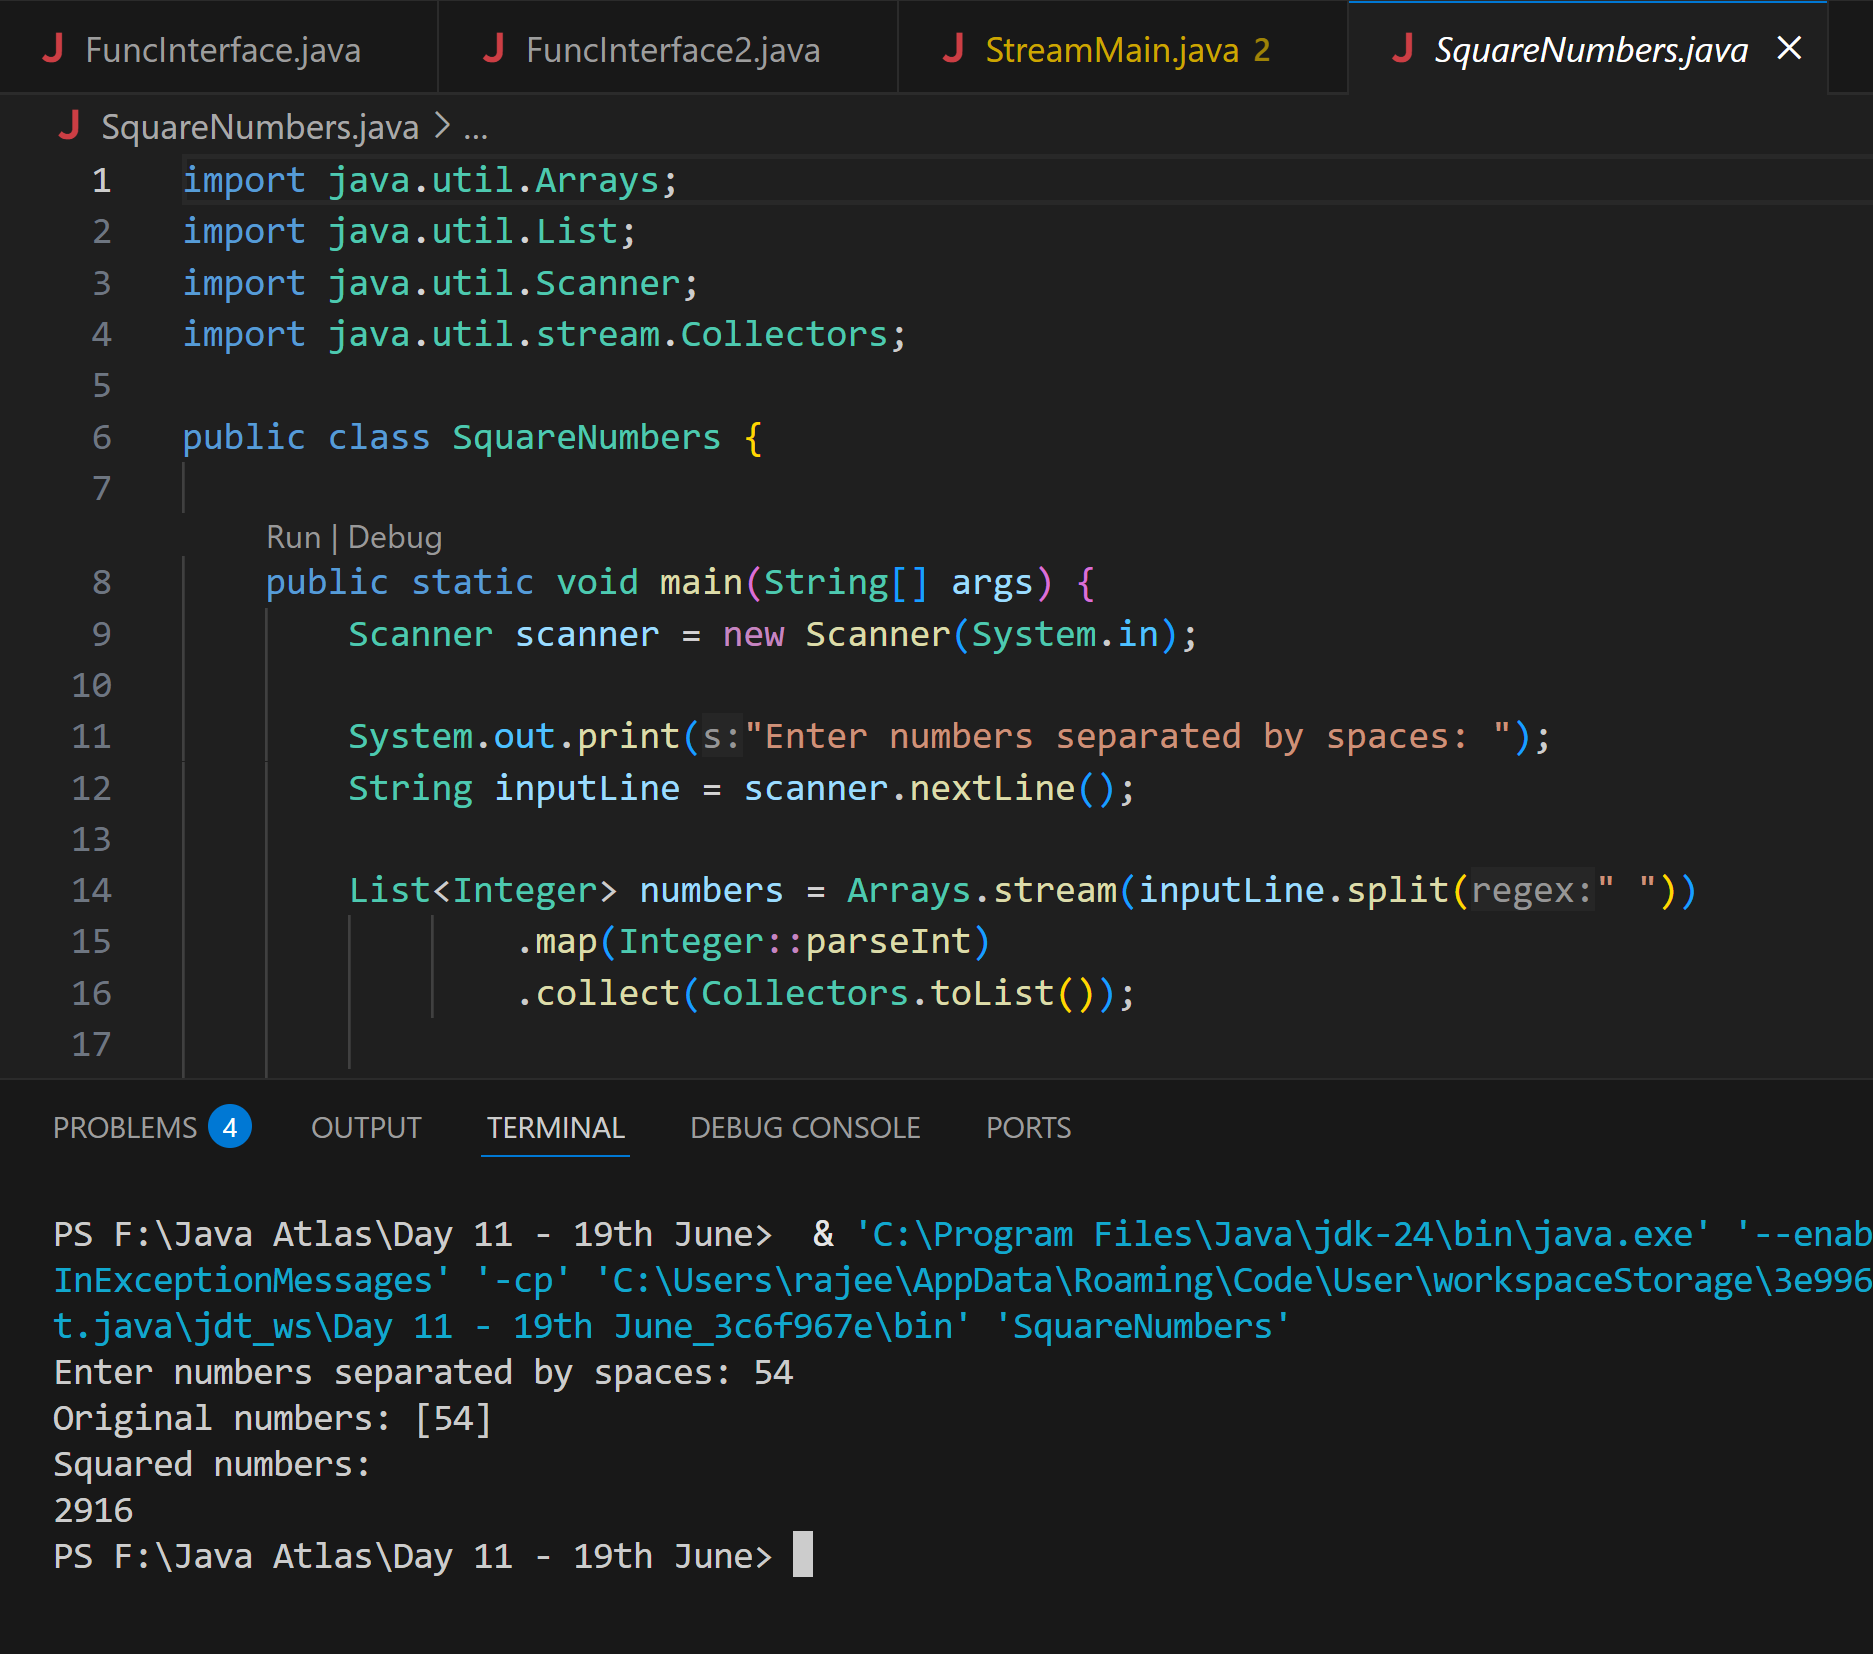 FuncInterface.java FuncInterface2.java StreamMain.java 2 SquareNumbers.java
SquareNumbers.java > ...
1 import java.util.Arrays;
2 import java.util.List;
3 import java.util.Scanner;
4 import java.util.stream.Collectors;
5
6 public class SquareNumbers {
7
Run | Debug
8 public static void main(String[] args) {
9 Scanner scanner = new Scanner(System.in);
10
11 System.out.print(s:"Enter numbers separated by spaces: ");
12 String inputLine = scanner.nextLine();
13
14 List<Integer> numbers = Arrays.stream(inputLine.split(regex:" "))
15 .map(Integer::parseInt)
16 .collect(Collectors.toList());
17
PROBLEMS 4 OUTPUT TERMINAL DEBUG CONSOLE PORTS
PS F:\Java Atlas\Day 11 - 19th June>  & 'C:\Program Files\Java\jdk-24\bin\java.exe' '--enab
InExceptionMessages' '-cp' 'C:\Users\rajee\AppData\Roaming\Code\User\workspaceStorage\3e996
t.java\jdt_ws\Day 11 - 19th June_3c6f967e\bin' 'SquareNumbers'
Enter numbers separated by spaces: 54
Original numbers: [54]
Squared numbers:
2916
PS F:\Java Atlas\Day 11 - 19th June>